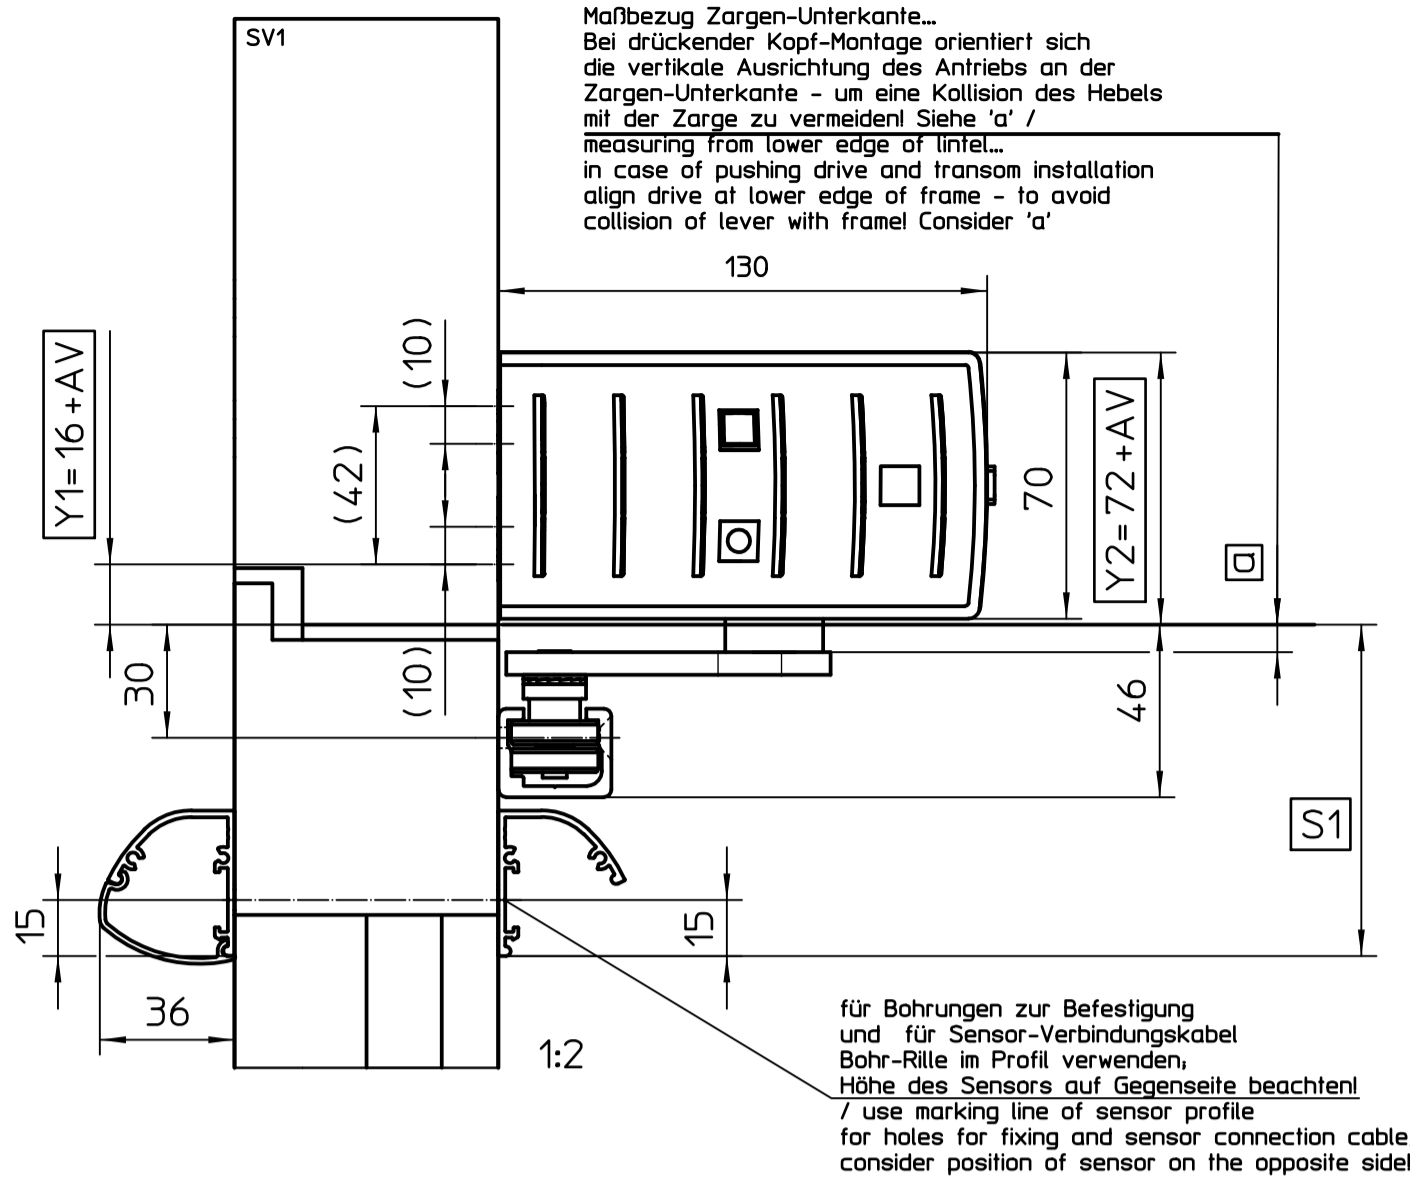 Maßbezug Zargen-Unterkante...
Bei drückender Kopf-Montage orientiert sich
die vertikale Ausrichtung des Antriebs an der
Zargen-Unterkante - um eine Kollision des Hebels
mit der Zarge zu vermeiden! Siehe 'a' /
measuring from lower edge of lintel...
in case of pushing drive and transom installation
align drive at lower edge of frame - to avoid
collision of lever with frame! Consider 'a'
SV1
130
(10)
Y1=16+AV
(42)
70
Y2=72+AV
a
30
(10)
46
S1
15
15
36
1:2
für Bohrungen zur Befestigung
und für Sensor-Verbindungskabel
Bohr-Rille im Profil verwenden;
Höhe des Sensors auf Gegenseite beachten!
/ use marking line of sensor profile
for holes for fixing and sensor connection cable
consider position of sensor on the opposite side!